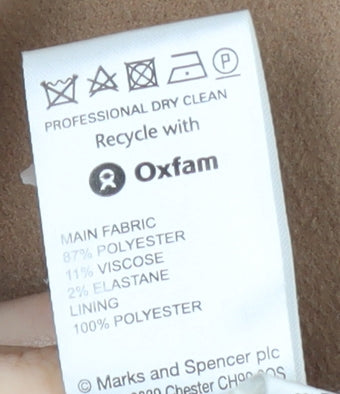 P
PROFESSIONAL DRY CLEAN
Recycle with
Oxfam
MAIN FABRIC
87% POLYESTER
11% VISCOSE
2% ELASTANE
LINING
100% POLYESTER
© Marks and Spencer plc
Chester